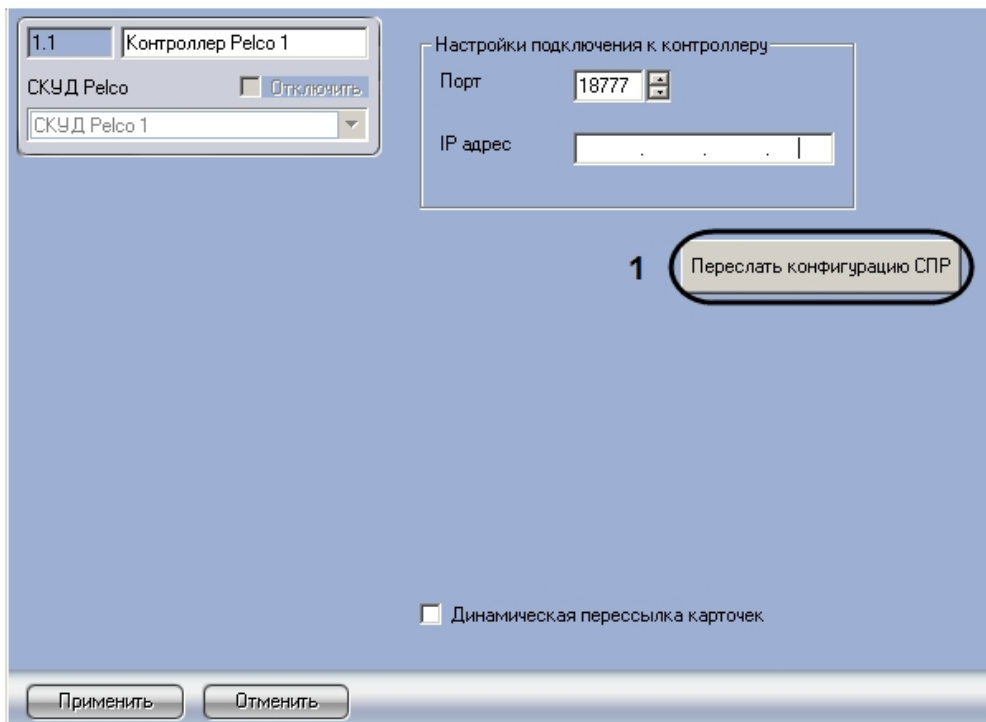 1.1 Контроллер Pelco 1
СКУД Pelco Отключить
СКУД Pelco 1
Настройки подключения к контроллеру
Порт 18777
IP адрес . . .
1 Переслать конфигурацию СПР
Динамическая перессылка карточек
Применить Отменить